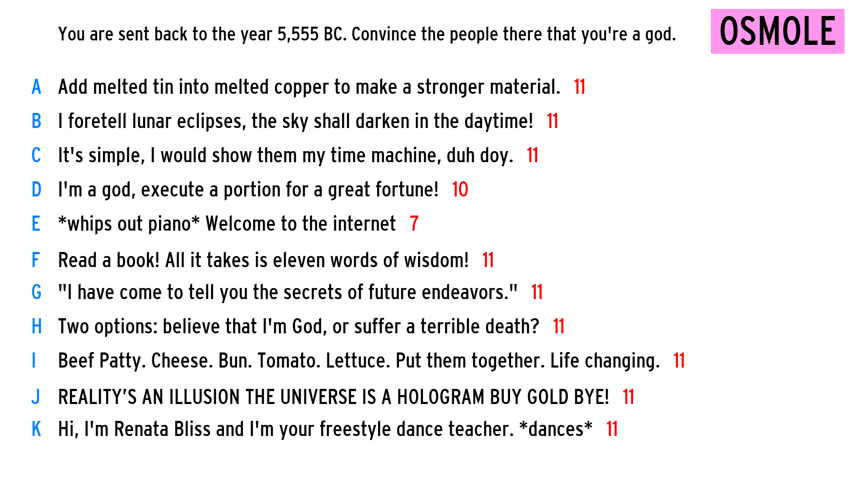 You are sent back to the year 5,555 BC. Convince the people there that you're a god. OSMOLE
A Add melted tin into melted copper to make a stronger material. 11
B I foretell lunar eclipses, the sky shall darken in the daytime! 11
C It's simple, I would show them my time machine, duh doy. 11
D I'm a god, execute a portion for a great fortune! 10
E *whips out piano* Welcome to the internet 7
F Read a book! All it takes is eleven words of wisdom! 11
G "I have come to tell you the secrets of future endeavors." 11
H Two options: believe that I'm God, or suffer a terrible death? 11
I Beef Patty. Cheese. Bun. Tomato. Lettuce. Put them together. Life changing. 11
J REALITY’S AN ILLUSION THE UNIVERSE IS A HOLOGRAM BUY GOLD BYE! 11
K Hi, I'm Renata Bliss and I'm your freestyle dance teacher. *dances* 11